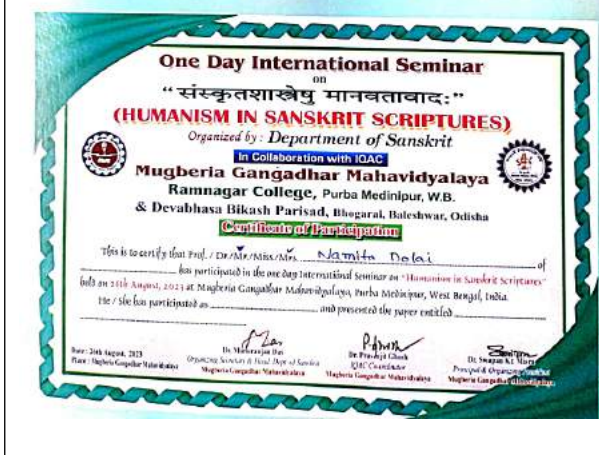 One Day International Seminar
on
“संस्कृतशास्त्रेषु मानवतावादः”
(HUMANISM IN SANSKRIT SCRIPTURES)
Organized by : Department of Sanskrit
In Collaboration with IQAC
Mugberia Gangadhar Mahavidyalaya
Ramnagar College, Purba Medinipur, W.B.
& Devabhasa Bikash Parisad, Bhograi, Baleshwar, Odisha
Certificate of Participation
This is to certify that Prof. / Dr./Mr./Miss/Mrs. Namita Dolai of
has participated in the one day International Seminar on "Humanism in Sanskrit Scriptures"
held on 26th August, 2023 at Mugberia Gangadhar Mahavidyalaya, Purba Medinipur, West Bengal, India.
He / She has participated as and presented the paper entitled
Date : 26th August, 2023
Place : Mugberia Gangadhar Mahavidyalaya
Organizing Secretary & Head, Dept. of Sanskrit
Mugberia Gangadhar Mahavidyalaya
Dr. Prasenjit Ghosh
IQAC Coordinator
Mugberia Gangadhar Mahavidyalaya
Dr. Swapan Kr. Misra
Principal & Organizing President
Mugberia Gangadhar Mahavidyalaya